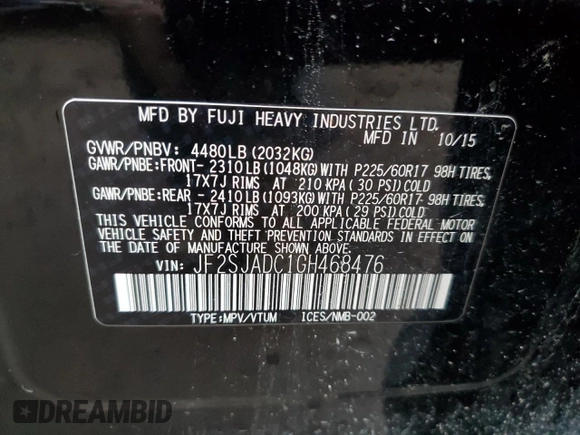 MFD BY FUJI HEAVY INDUSTRIES LTD.
MFD IN 10/15
GVWR/PNBV: 4480LB(2032KG)
GAWR/PNBE:FRONT- 2310LB(1048KG)WITH P225/60R17 98H TIRES,
17X7J RIMS AT 210 KPA(30 PSI)COLD
GAWR/PNBE:REAR - 2410LB(1093KG)WITH P225/60R17 98H TIRES,
17X7J RIMS AT 200 KPA(29 PSI)COLD
THIS VEHICLE CONFORMS TO ALL APPLICABLE FEDERAL MOTOR
VEHICLE SAFETY, BUMPER, AND THEFT PREVENTION STANDARDS IN EFFECT
ON THE DATE OF MANUFACTURE SHOWN ABOVE.
VIN: JF2SJADC1GH468476
TYPE:MPV/VTUM ICES/NMB-002
DREAMBID